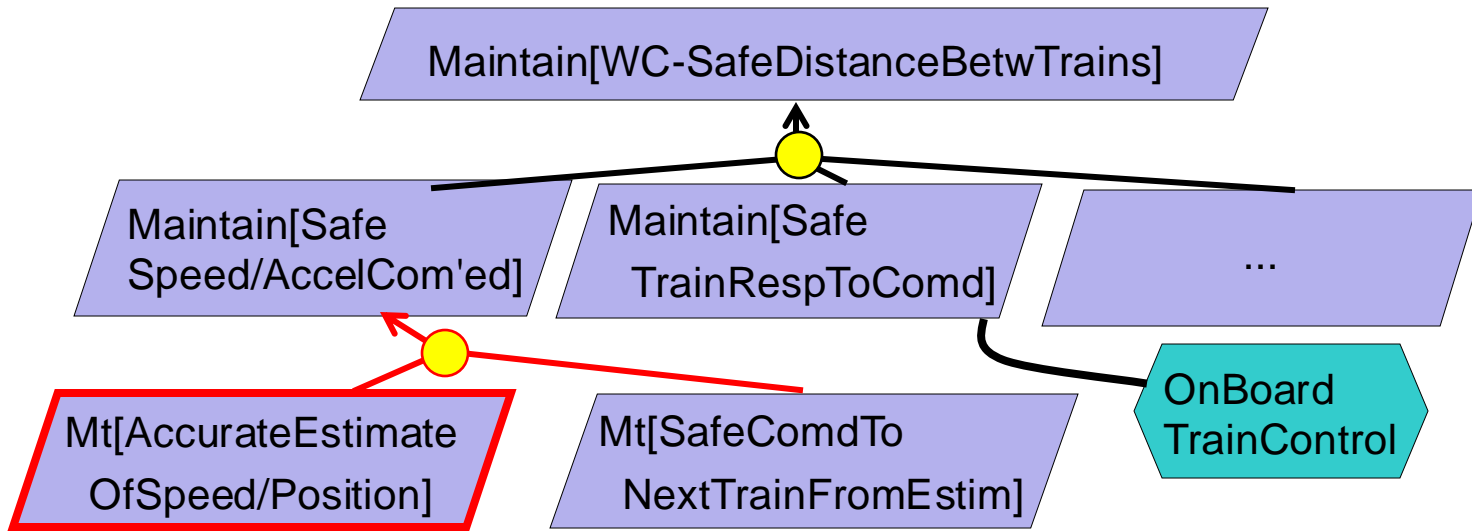 Maintain[WC-SafeDistanceBetwTrains]
Maintain[Safe
Speed/AccelCom'ed]
Maintain[Safe
TrainRespToComd]
...
Mt[AccurateEstimate
OfSpeed/Position]
Mt[SafeComdTo
NextTrainFromEstim]
OnBoard
TrainControl